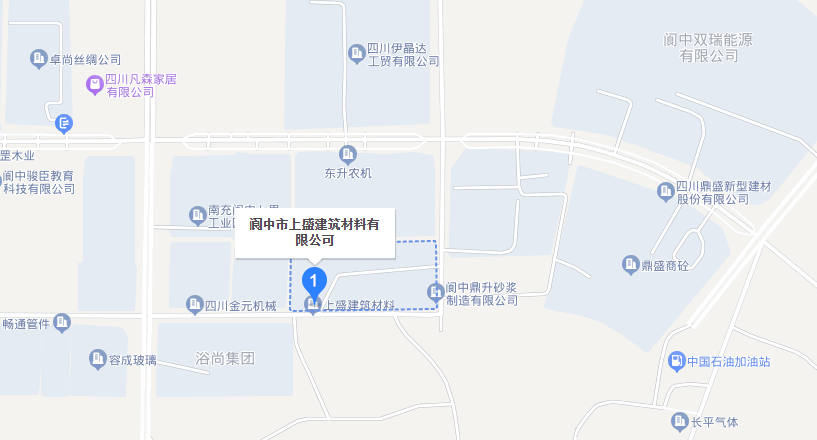 阆中双瑞能源
有限公司
四川伊晶达
工贸有限公司
卓尚丝绸公司
四川凡森家居
有限公司
罡木业
阆中骏臣教育
科技有限公司
东升农机
四川鼎盛新型建材
股份有限公司
工业
阆中市上盛建筑材料有
限公司
1
鼎盛商砼
阆中鼎升砂浆
制造有限公司
四川金元机械
上盛建筑材料
畅通管件
容成玻璃
浴尚集团
中国石油加油站
长平气体